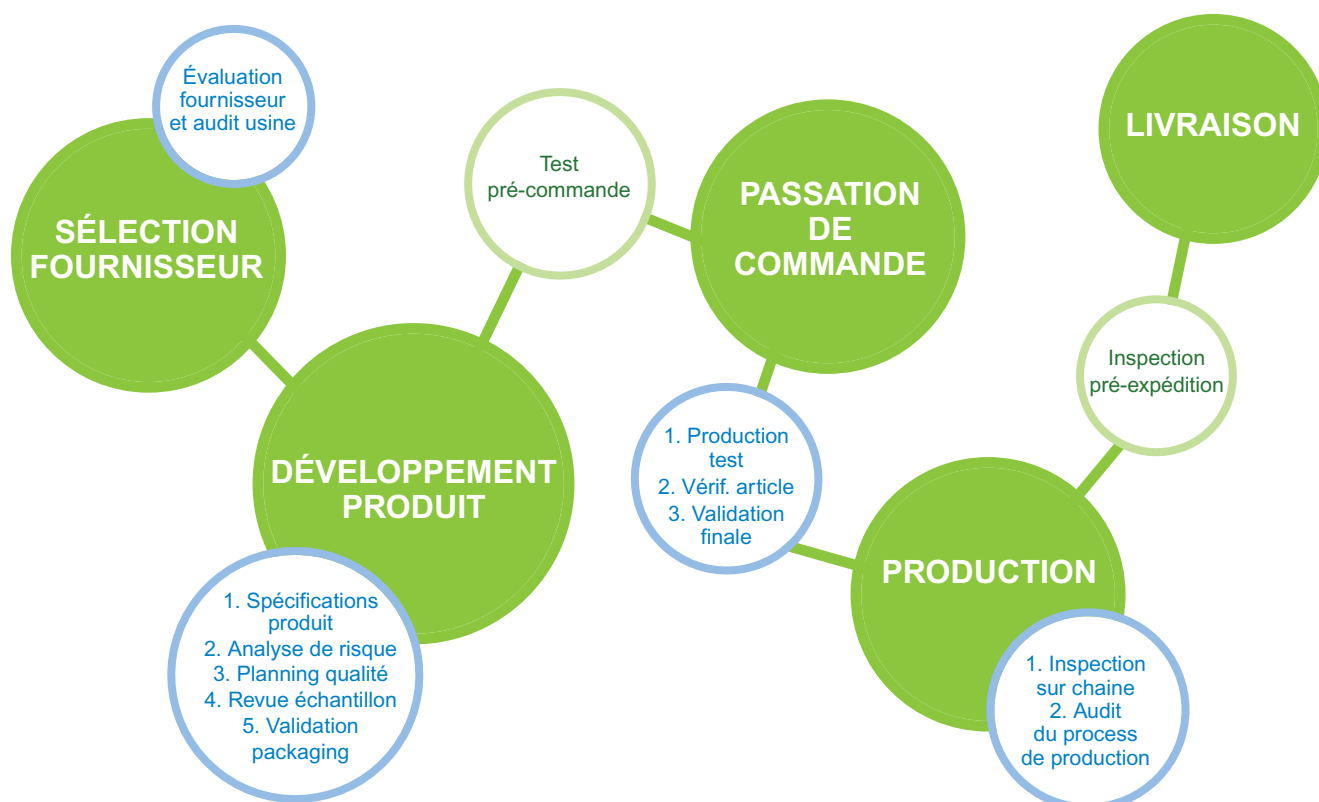 Évaluation
fournisseur
et audit usine
SÉLECTION
FOURNISSEUR
DÉVELOPPEMENT
PRODUIT
1. Spécifications
produit
2. Analyse de risque
3. Planning qualité
4. Revue échantillon
5. Validation
packaging
Test
pré-commande
PASSATION
DE
COMMANDE
1. Production
test
2. Vérif. article
3. Validation
finale
PRODUCTION
1. Inspection
sur chaine
2. Audit
du process
de production
Inspection
pré-expédition
LIVRAISON